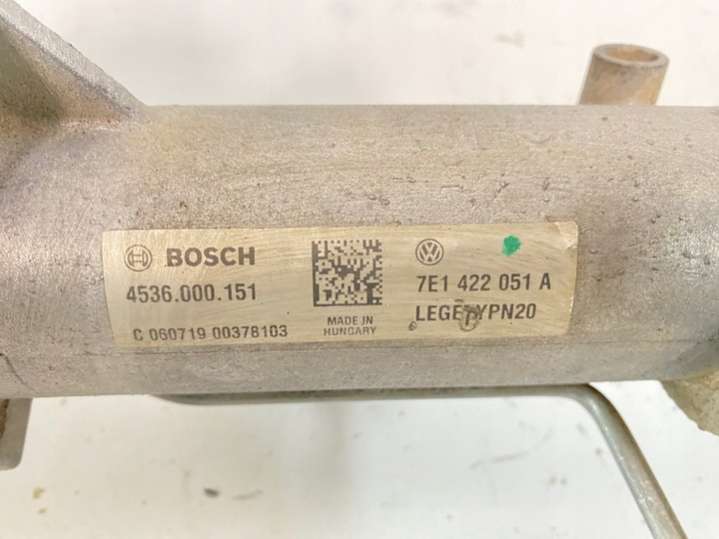 BOSCH
4536.000.151
C 060719 00378103
MADE IN
HUNGARY
7E1 422 051 A